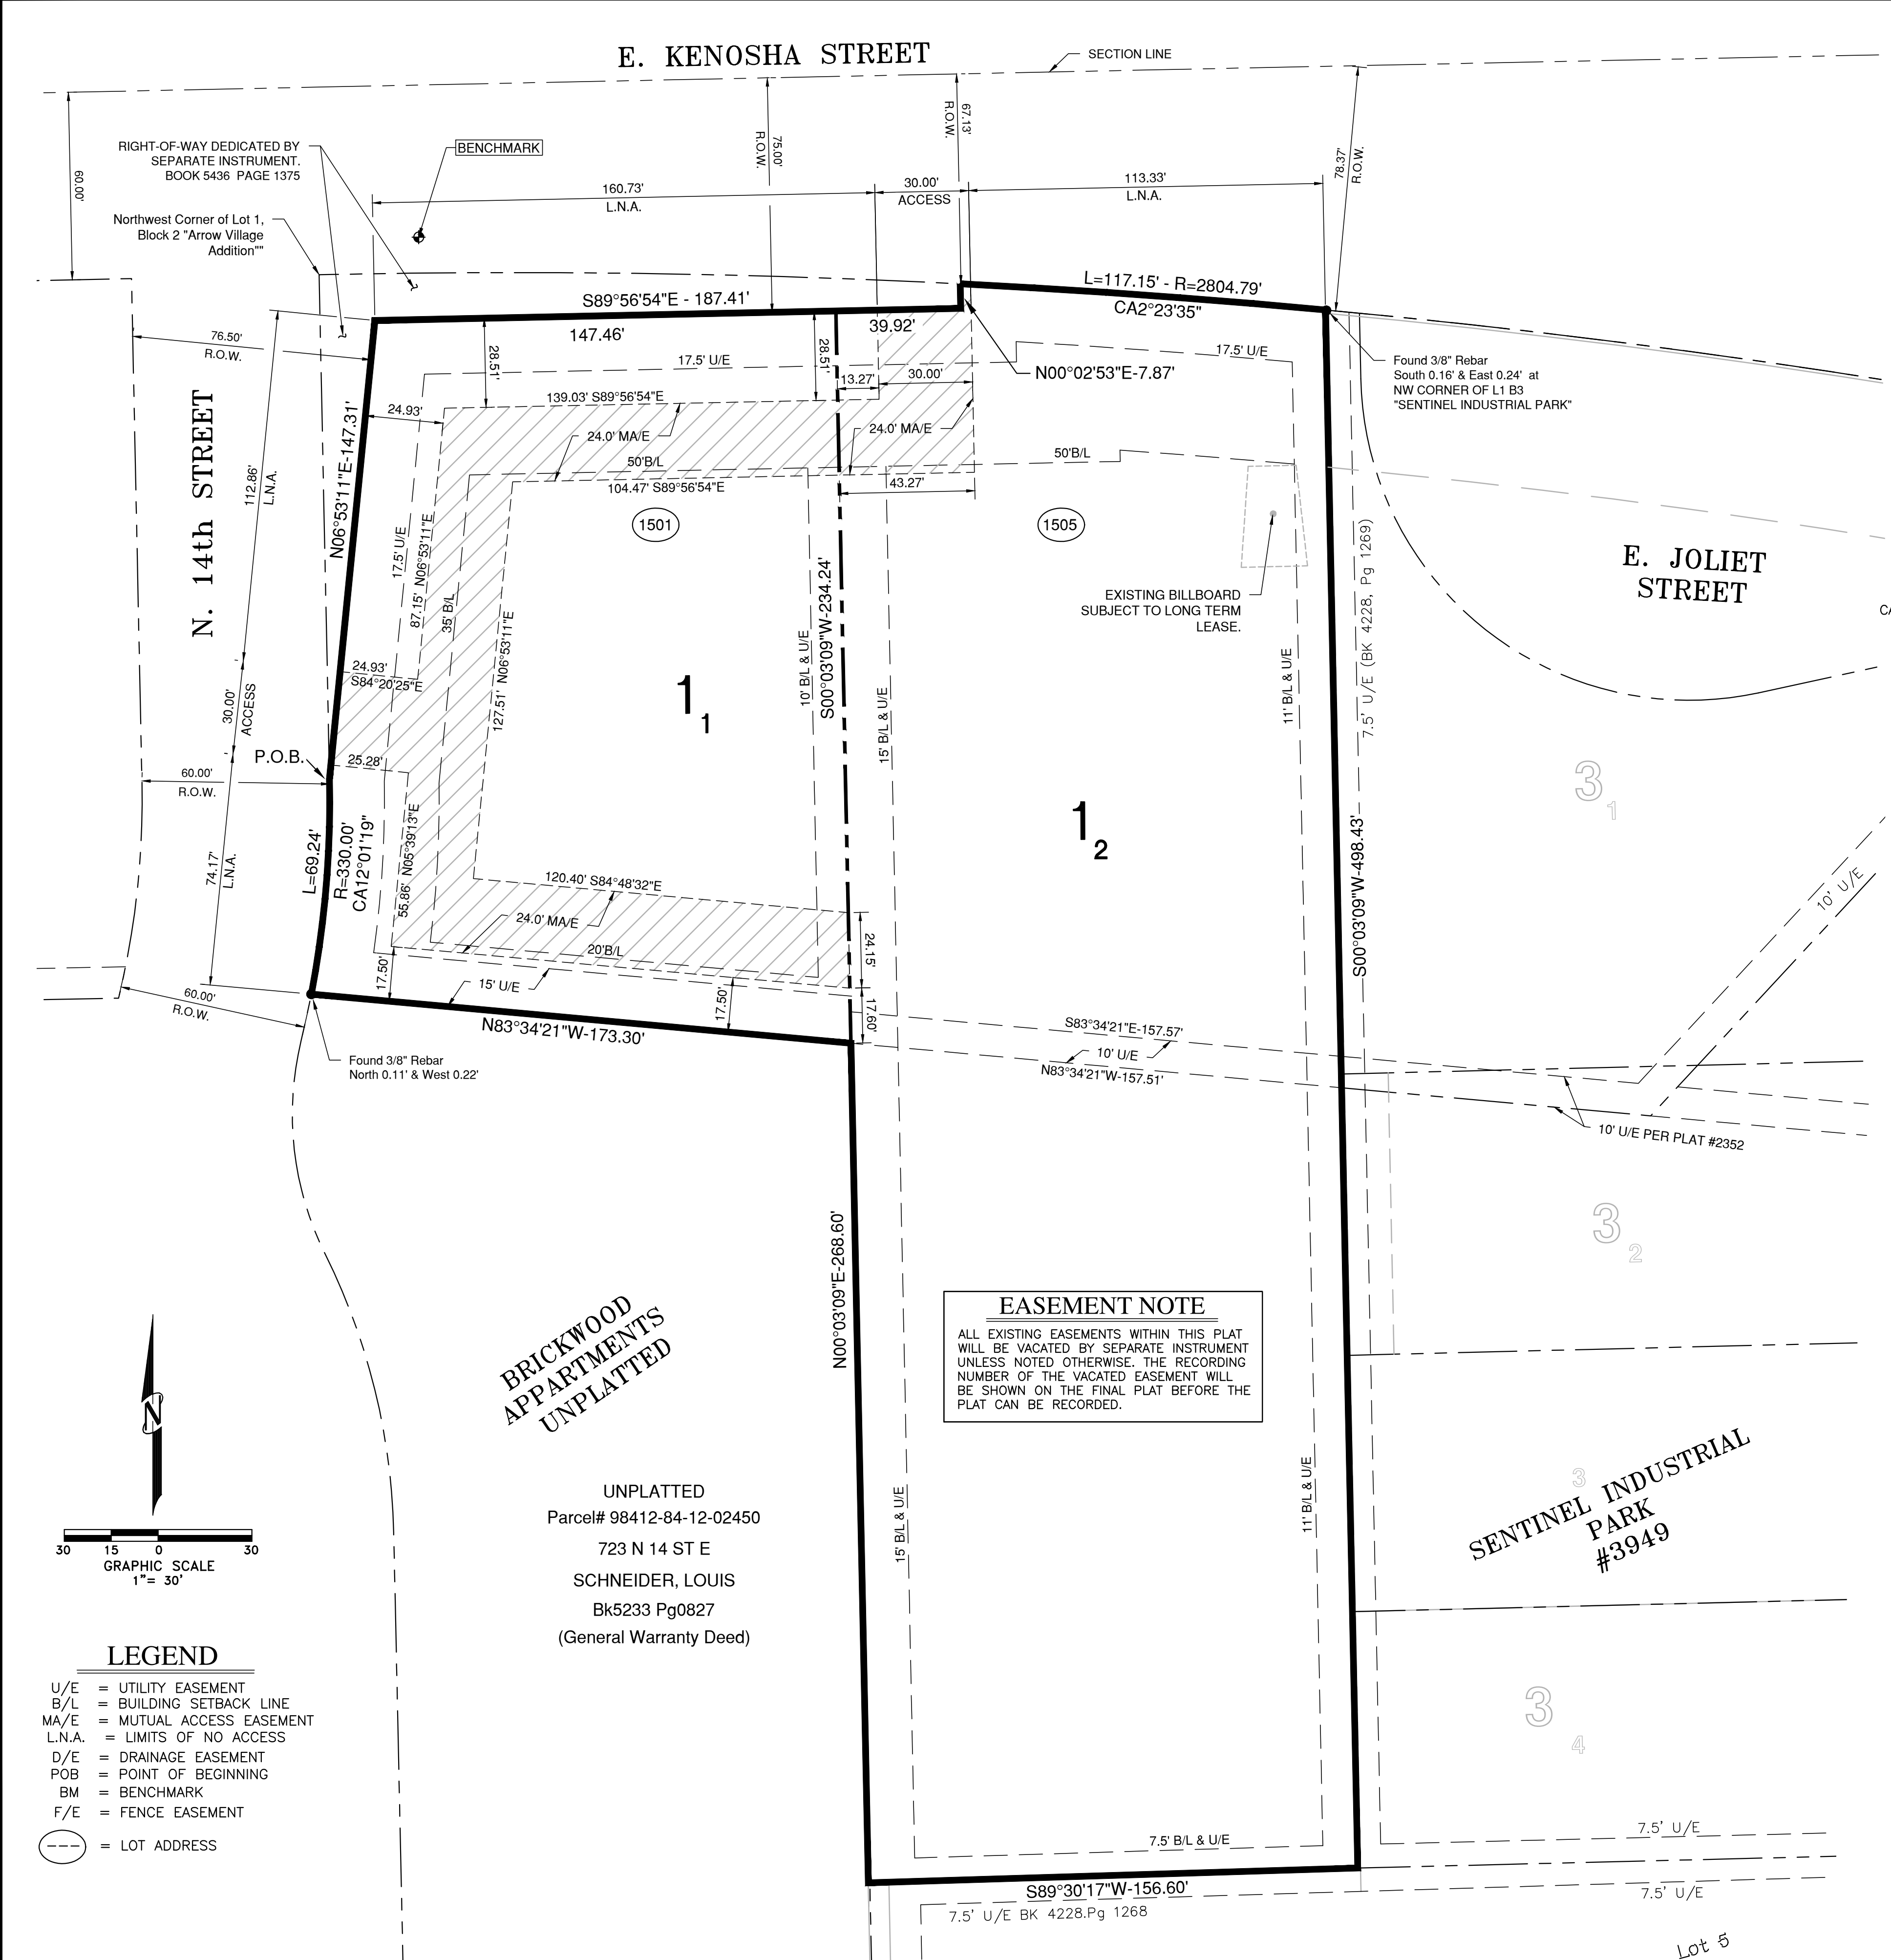 E. KENOSHA STREET
SECTION LINE
RIGHT-OF-WAY DEDICATED BY
SEPARATE INSTRUMENT.
BOOK 5436 PAGE 1375
BENCHMARK
60.00'
75.00'
R.O.W.
67.13'
R.O.W.
78.37'
R.O.W.
160.73'
L.N.A.
30.00'
ACCESS
113.33'
L.N.A.
Northwest Corner of Lot 1,
Block 2 "Arrow Village
Addition""
S89°56'54"E - 187.41'
147.46'
39.92'
L=117.15' - R=2804.79'
CA2°23'35"
76.50'
R.O.W.
28.51'
28.51'
17.5' U/E
17.5' U/E
13.27'
30.00'
N00°02'53"E-7.87'
Found 3/8" Rebar
South 0.16' & East 0.24' at
NW CORNER OF L1 B3
"SENTINEL INDUSTRIAL PARK"
139.03' S89°56'54"E
24.93'
24.0' MA/E
24.0' MA/E
50'B/L
50'B/L
104.47' S89°56'54"E
43.27'
N. 14th STREET
112.86'
L.N.A.
N06°53'11"E-147.31'
17.5' U/E
87.15' N06°53'11"E
35' B/L
127.51' N06°53'11"E
1501
1505
10' B/L & U/E
S00°03'09"W-234.24'
15' B/L & U/E
EXISTING BILLBOARD
SUBJECT TO LONG TERM
LEASE.
11' B/L & U/E
7.5' U/E (BK 4228, Pg 1269)
E. JOLIET
STREET
CA
24.93'
S84°20'25"E
30.00'
ACCESS
1
1
P.O.B.
25.28'
60.00'
R.O.W.
1
2
3
1
74.17'
L.N.A.
L=69.24'
R=330.00'
CA12°01'19"
55.86' N05°39'13"E
120.40' S84°48'32"E
24.0' MA/E
20'B/L
24.15'
17.50'
15' U/E
17.50'
17.60'
60.00'
R.O.W.
N83°34'21"W-173.30'
Found 3/8" Rebar
North 0.11' & West 0.22'
S83°34'21"E-157.57'
10' U/E
N83°34'21"W-157.51'
S00°03'09"W-498.43'
10' U/E
10' U/E PER PLAT #2352
3
2
N00°03'09"E-268.60'
EASEMENT NOTE
ALL EXISTING EASEMENTS WITHIN THIS PLAT
WILL BE VACATED BY SEPARATE INSTRUMENT
UNLESS NOTED OTHERWISE. THE RECORDING
NUMBER OF THE VACATED EASEMENT WILL
BE SHOWN ON THE FINAL PLAT BEFORE THE
PLAT CAN BE RECORDED.
BRICKWOOD
APPARTMENTS
UNPLATTED
UNPLATTED
Parcel# 98412-84-12-02450
723 N 14 ST E
SCHNEIDER, LOUIS
Bk5233 Pg0827
(General Warranty Deed)
15' B/L & U/E
11' B/L & U/E
3
SENTINEL INDUSTRIAL
PARK
#3949
N
30 15 0 30
GRAPHIC SCALE
1"= 30'
LEGEND
U/E = UTILITY EASEMENT
B/L = BUILDING SETBACK LINE
MA/E = MUTUAL ACCESS EASEMENT
L.N.A. = LIMITS OF NO ACCESS
D/E = DRAINAGE EASEMENT
POB = POINT OF BEGINNING
BM = BENCHMARK
F/E = FENCE EASEMENT
--- = LOT ADDRESS
3
4
7.5' B/L & U/E
7.5' U/E
S89°30'17"W-156.60'
7.5' U/E
7.5' U/E BK 4228.Pg 1268
Lot 5